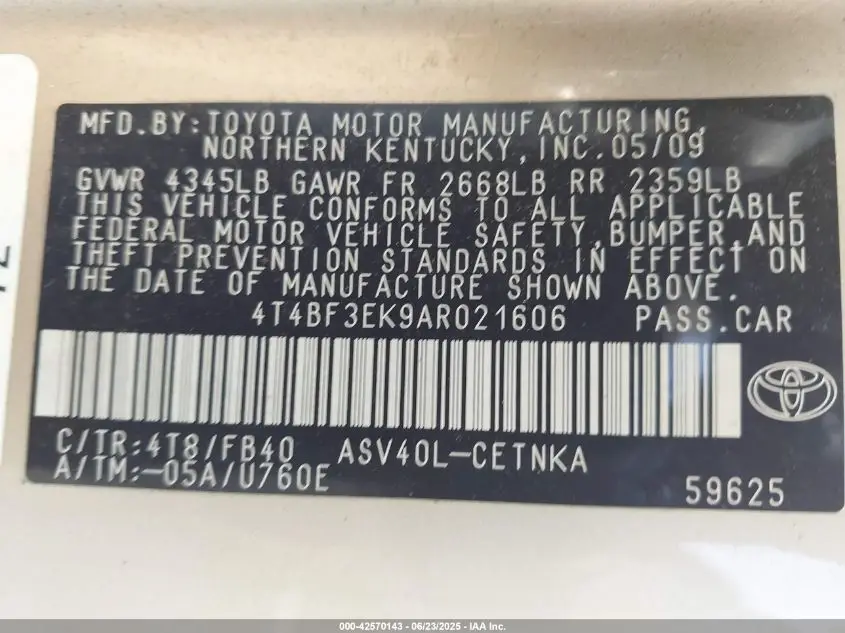 MFD.BY:TOYOTA MOTOR MANUFACTURING,
NORTHERN KENTUCKY,INC.05/09
GVWR 4345LB GAWR FR 2668LB RR 2359LB
THIS VEHICLE CONFORMS TO ALL APPLICABLE
FEDERAL MOTOR VEHICLE SAFETY,BUMPER,AND
THEFT PREVENTION STANDARDS IN EFFECT ON
THE DATE OF MANUFACTURE SHOWN ABOVE.
4T4BF3EK9AR021606 PASS.CAR
C/TR:4T8/FB40 ASV40L-CETNKA
A/TM:-05A/U760E
59625
000-42570143 - 06/23/2025 - IAA Inc.